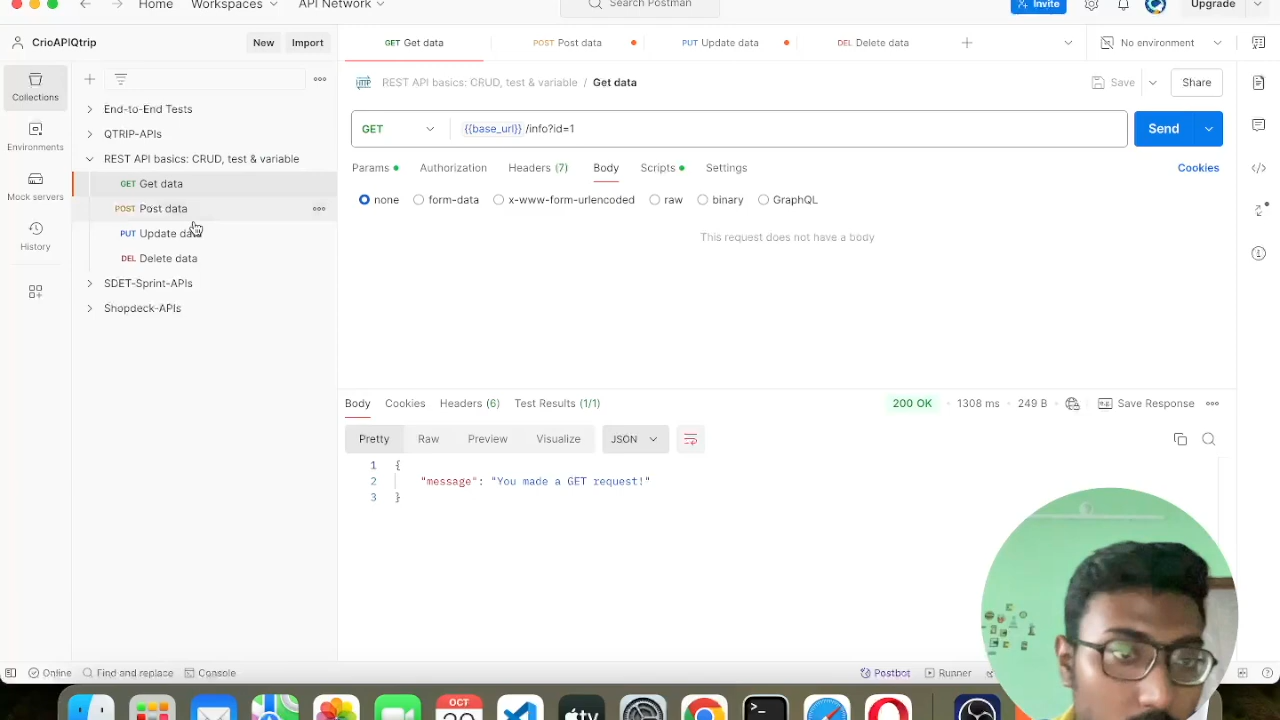 Home
Workspaces
API Network
Search Postman
Invite
Upgrade
CrioAPIQtrip
New
Import
GET Get data
POST Post data
PUT Update data
DEL Delete data
No environment
Collections
Environments
Mock servers
History
End-to-End Tests
QTRIP-APIs
REST API basics: CRUD, test & variable
GET Get data
POST Post data
PUT Update data
DEL Delete data
SDET-Sprint-APIs
Shopdeck-APIs
HTTP REST API basics: CRUD, test & variable / Get data
Save
Share
GET
{{base_url}} /info?id=1
Send
Params
Authorization
Headers (7)
Body
Scripts
Settings
Cookies
none
form-data
x-www-form-urlencoded
raw
binary
GraphQL
This request does not have a body
Body
Cookies
Headers (6)
Test Results (1/1)
200 OK
1308 ms
249 B
Save Response
Pretty
Raw
Preview
Visualize
JSON
1 {
2 "message": "You made a GET request!"
3 }
Online
Find and replace
Console
Postbot
Runner
OCT
tv